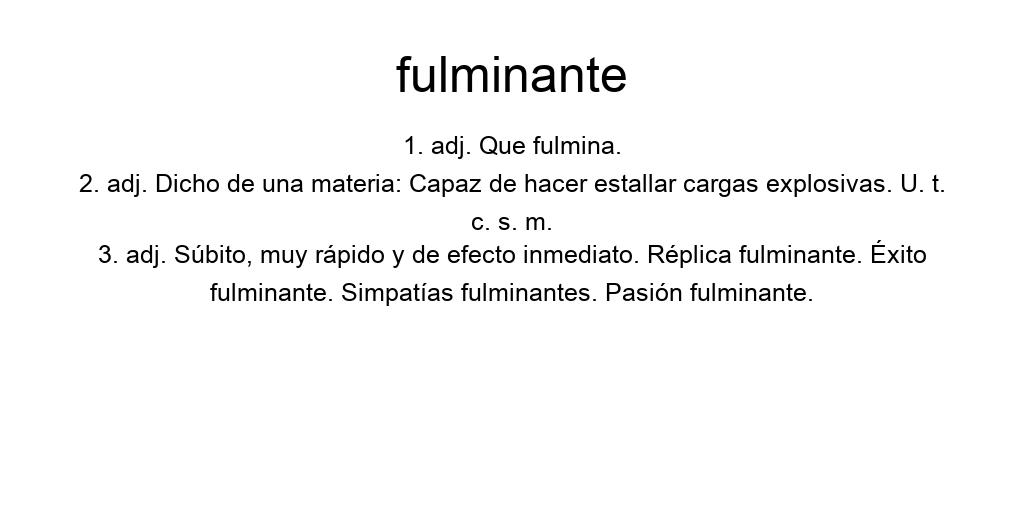 fulminante
1. adj. Que fulmina.
2. adj. Dicho de una materia: Capaz de hacer estallar cargas explosivas. U. t.
c. s. m.
3. adj. Súbito, muy rápido y de efecto inmediato. Réplica fulminante. Éxito
fulminante. Simpatías fulminantes. Pasión fulminante.